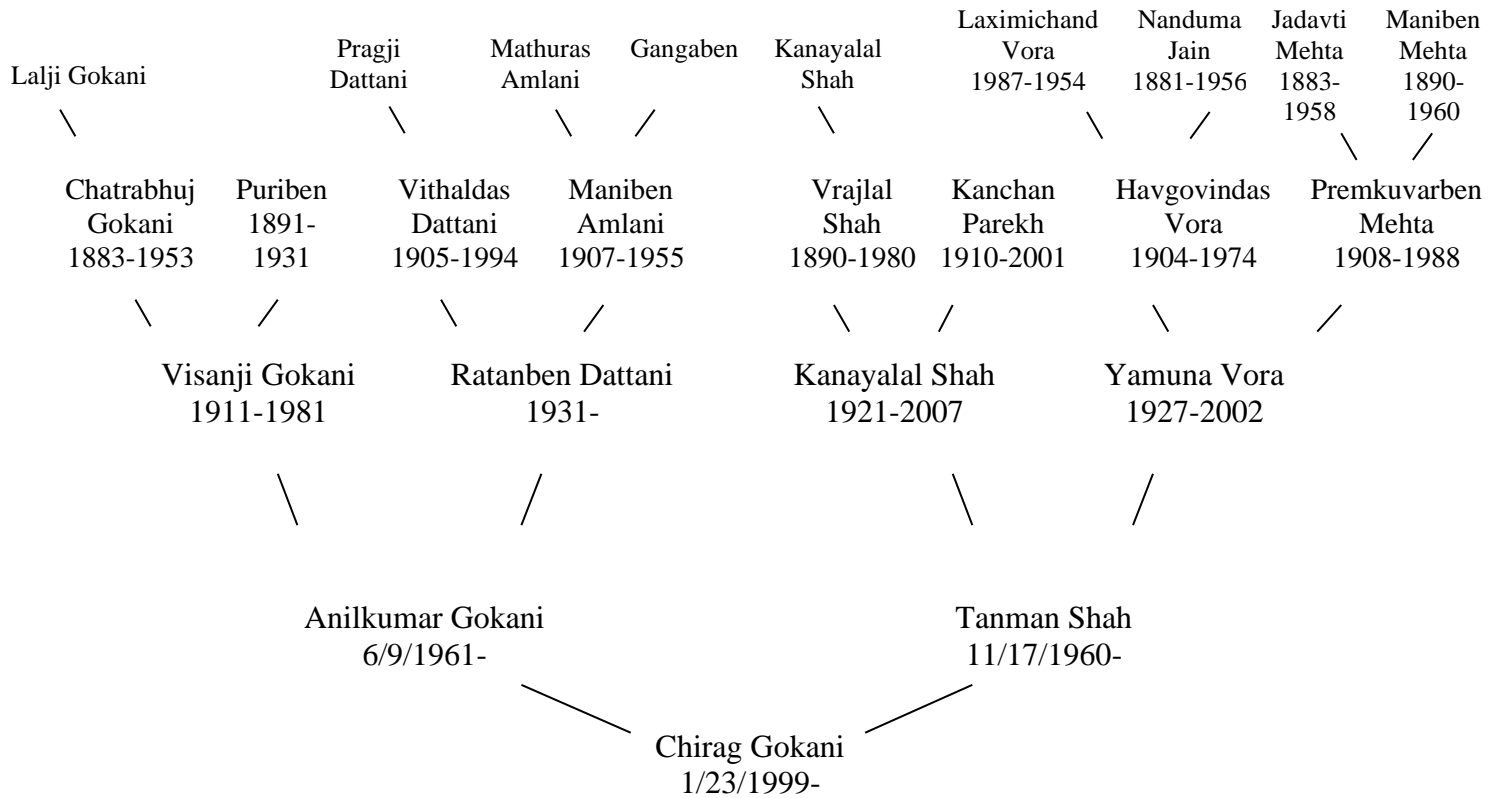 Lalji Gokani
Pragji
Dattani
Mathuras
Amlani
Gangaben
Kanayalal
Shah
Laximichand
Vora
1987-1954
Nanduma
Jain
1881-1956
Jadavti
Mehta
1883-
1958
Maniben
Mehta
1890-
1960
Chatrabhuj
Gokani
1883-1953
Puriben
1891-
1931
Vithaldas
Dattani
1905-1994
Maniben
Amlani
1907-1955
Vrajlal
Shah
1890-1980
Kanchan
Parekh
1910-2001
Havgovindas
Vora
1904-1974
Premkuvarben
Mehta
1908-1988
Visanji Gokani
1911-1981
Ratanben Dattani
1931-
Kanayalal Shah
1921-2007
Yamuna Vora
1927-2002
Anilkumar Gokani
6/9/1961-
Tanman Shah
11/17/1960-
Chirag Gokani
1/23/1999-